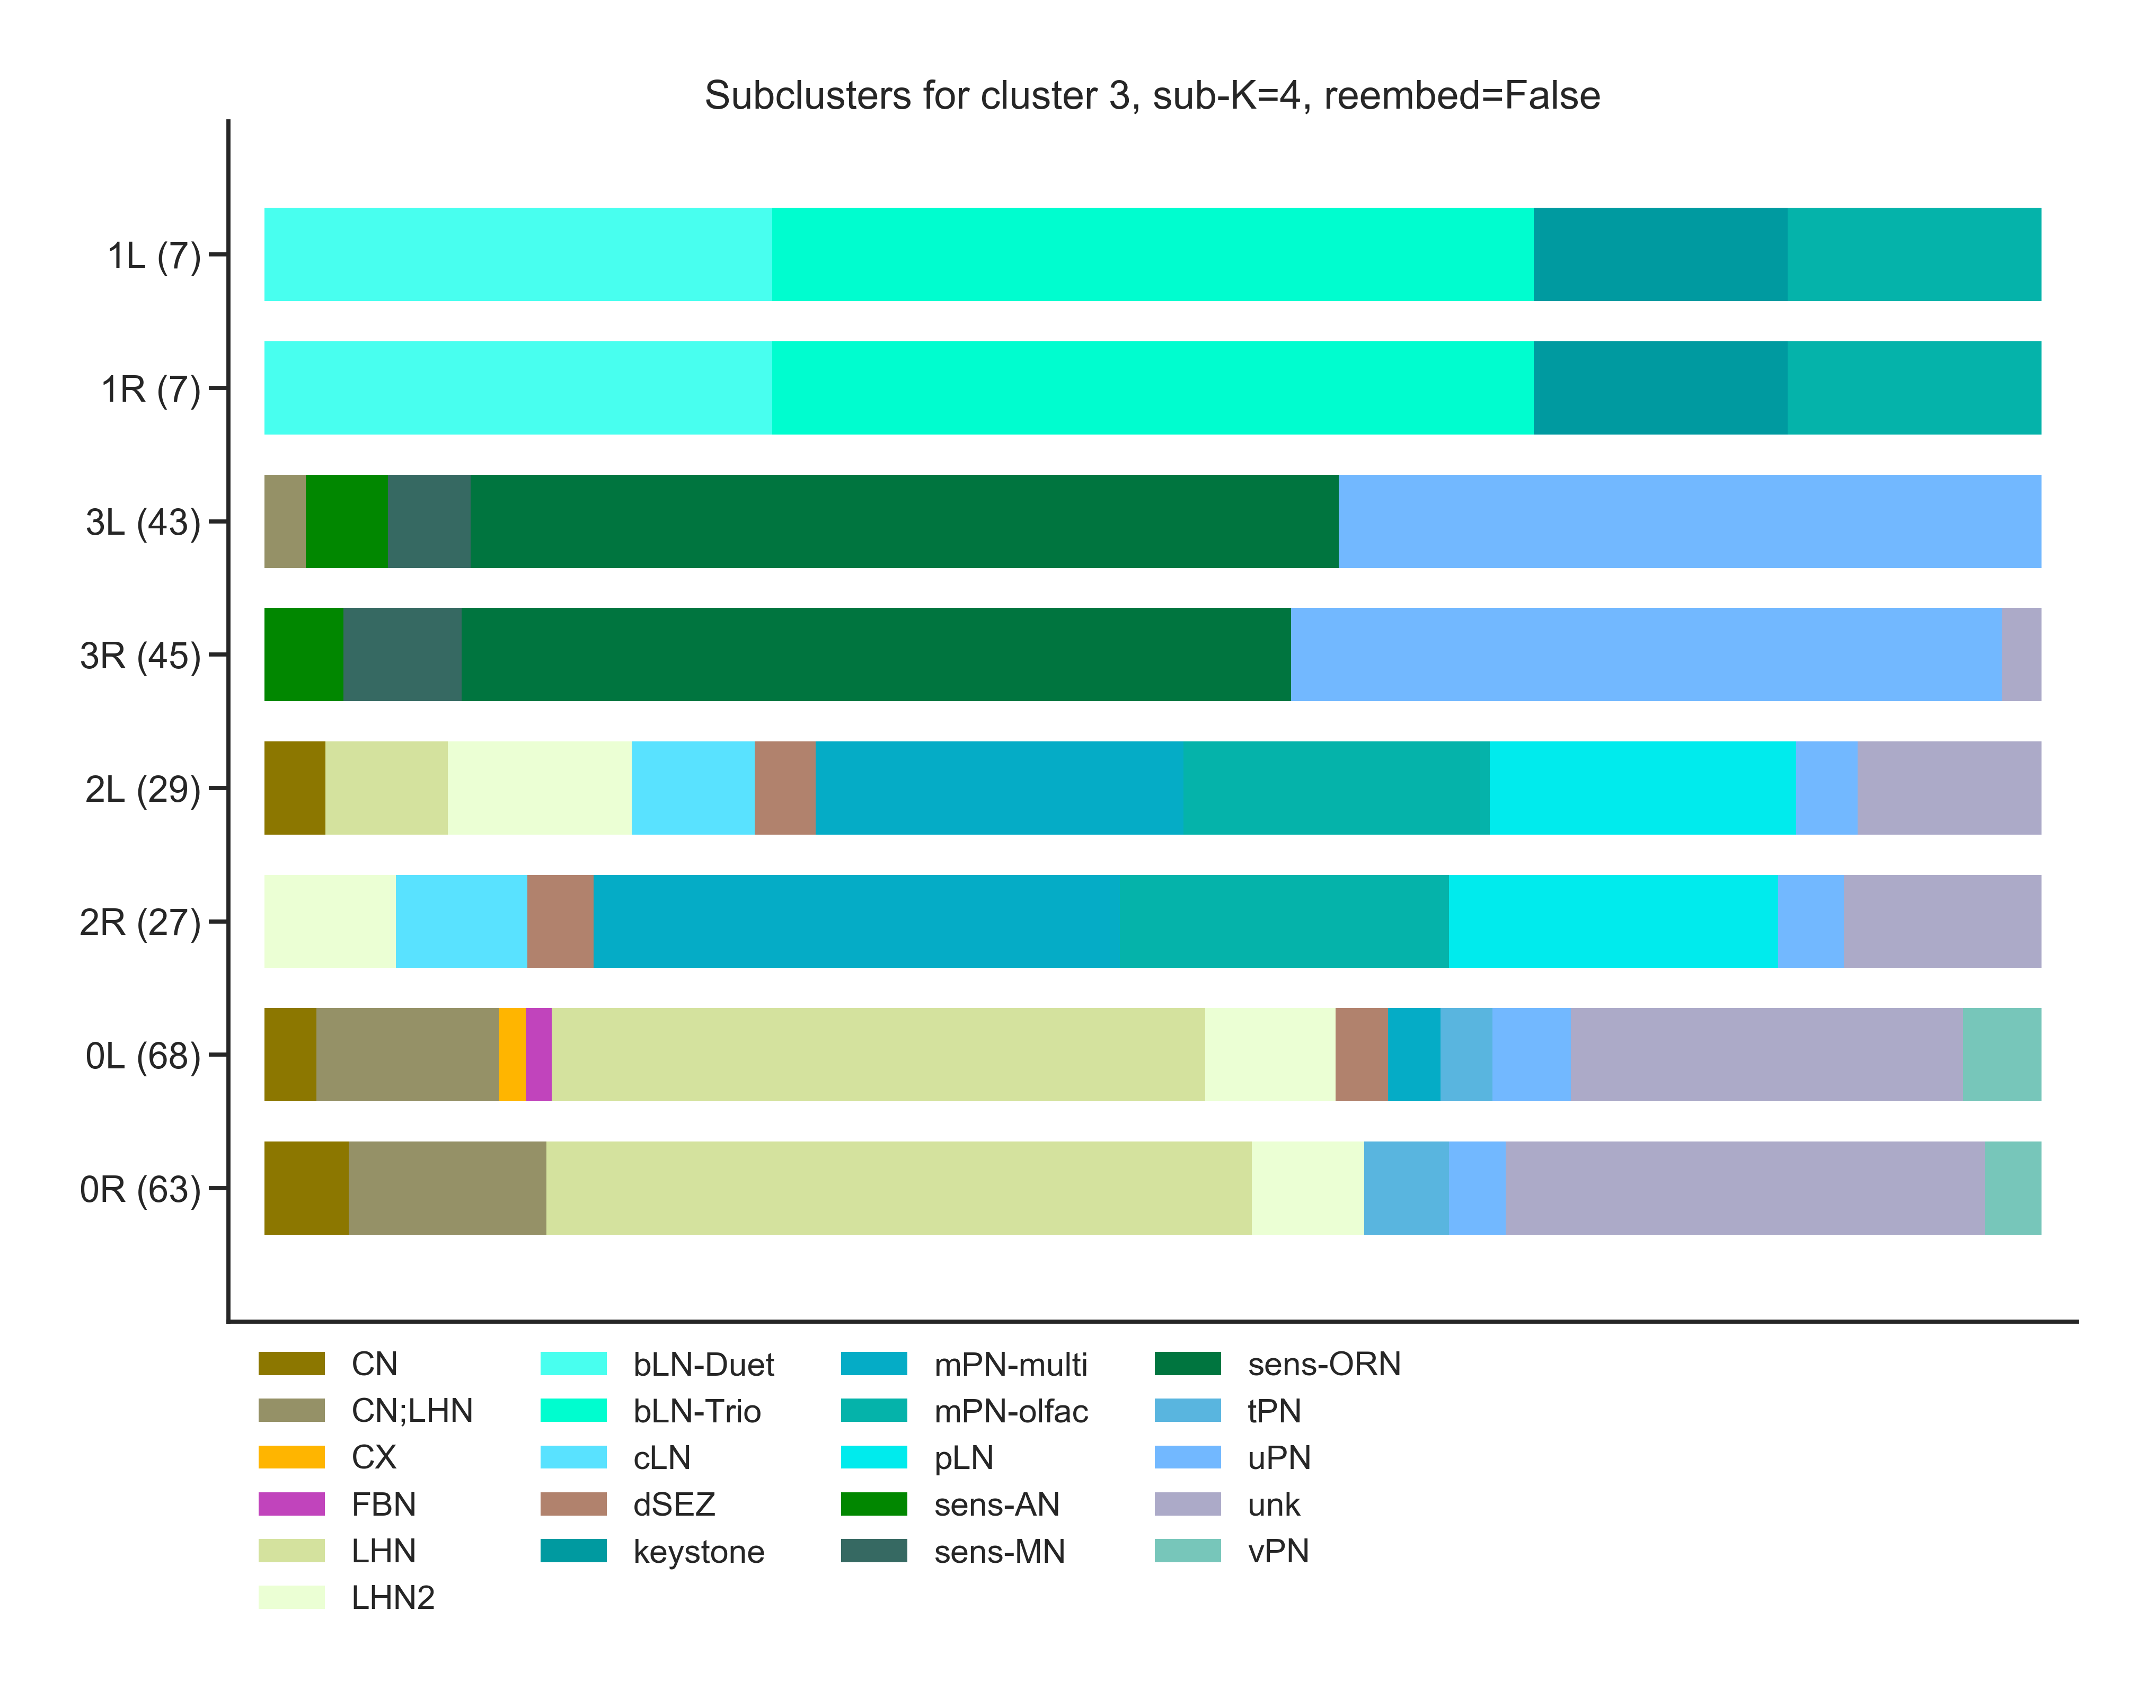 Subclusters for cluster 3, sub-K=4, reembed=False
1L (7)
1R (7)
3L (43)
3R (45)
2L (29)
2R (27)
0L (68)
0R (63)
CN
CN;LHN
CX
FBN
LHN
LHN2
bLN-Duet
bLN-Trio
cLN
dSEZ
keystone
mPN-multi
mPN-olfac
pLN
sens-AN
sens-MN
sens-ORN
tPN
uPN
unk
vPN